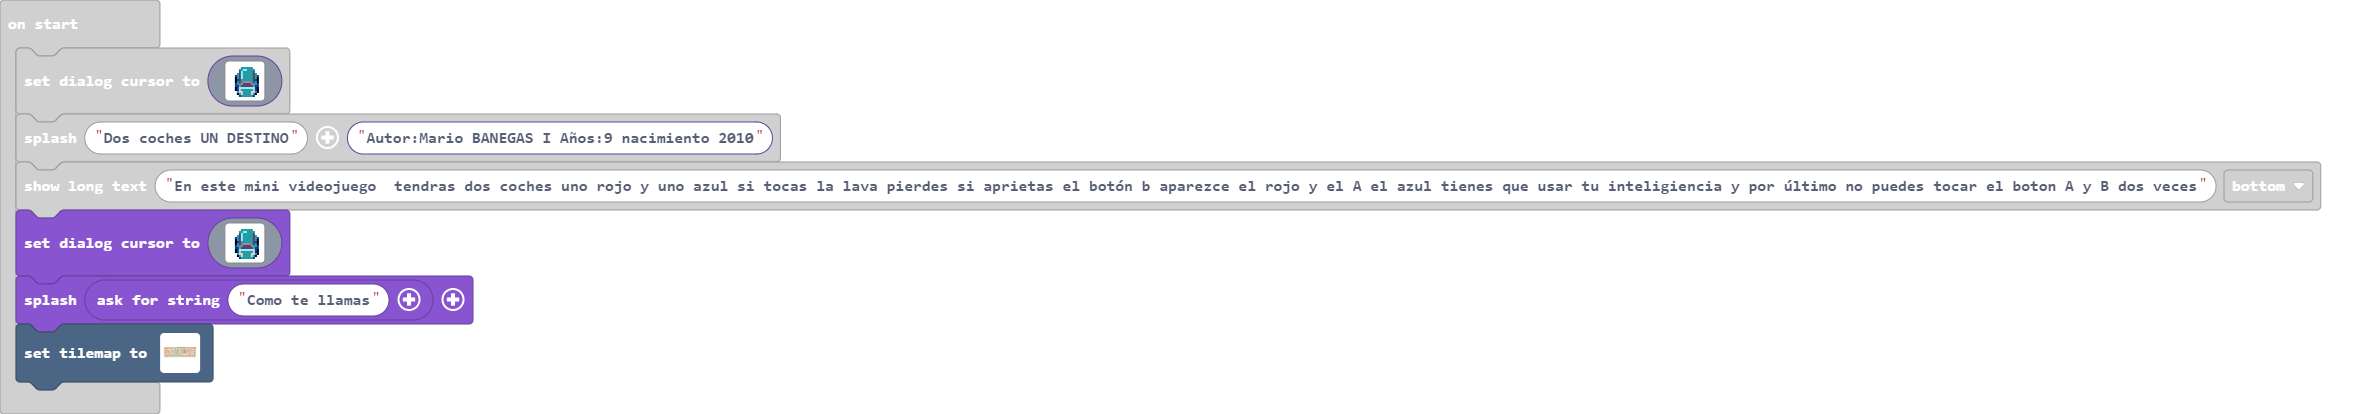 on start
set dialog cursor to
splash "Dos coches UN DESTINO" "Autor:Mario BANEGAS I Años:9 nacimiento 2010"
show long text "En este mini videojuego  tendras dos coches uno rojo y uno azul si tocas la lava pierdes si aprietas el botón b aparezce el rojo y el A el azul tienes que usar tu inteligiencia y por último no puedes tocar el boton A y B dos veces" bottom
set dialog cursor to
splash ask for string "Como te llamas"
set tilemap to